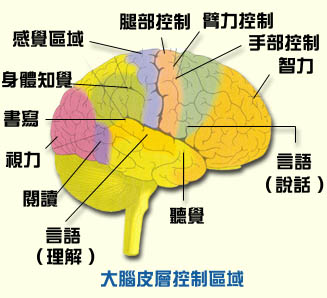 腿部控制
臂力控制
感覺區域
手部控制
智力
身體知覺
書寫
視力
閱讀
言語
（理解）
聽覺
言語
（說話）
大腦皮層控制區域